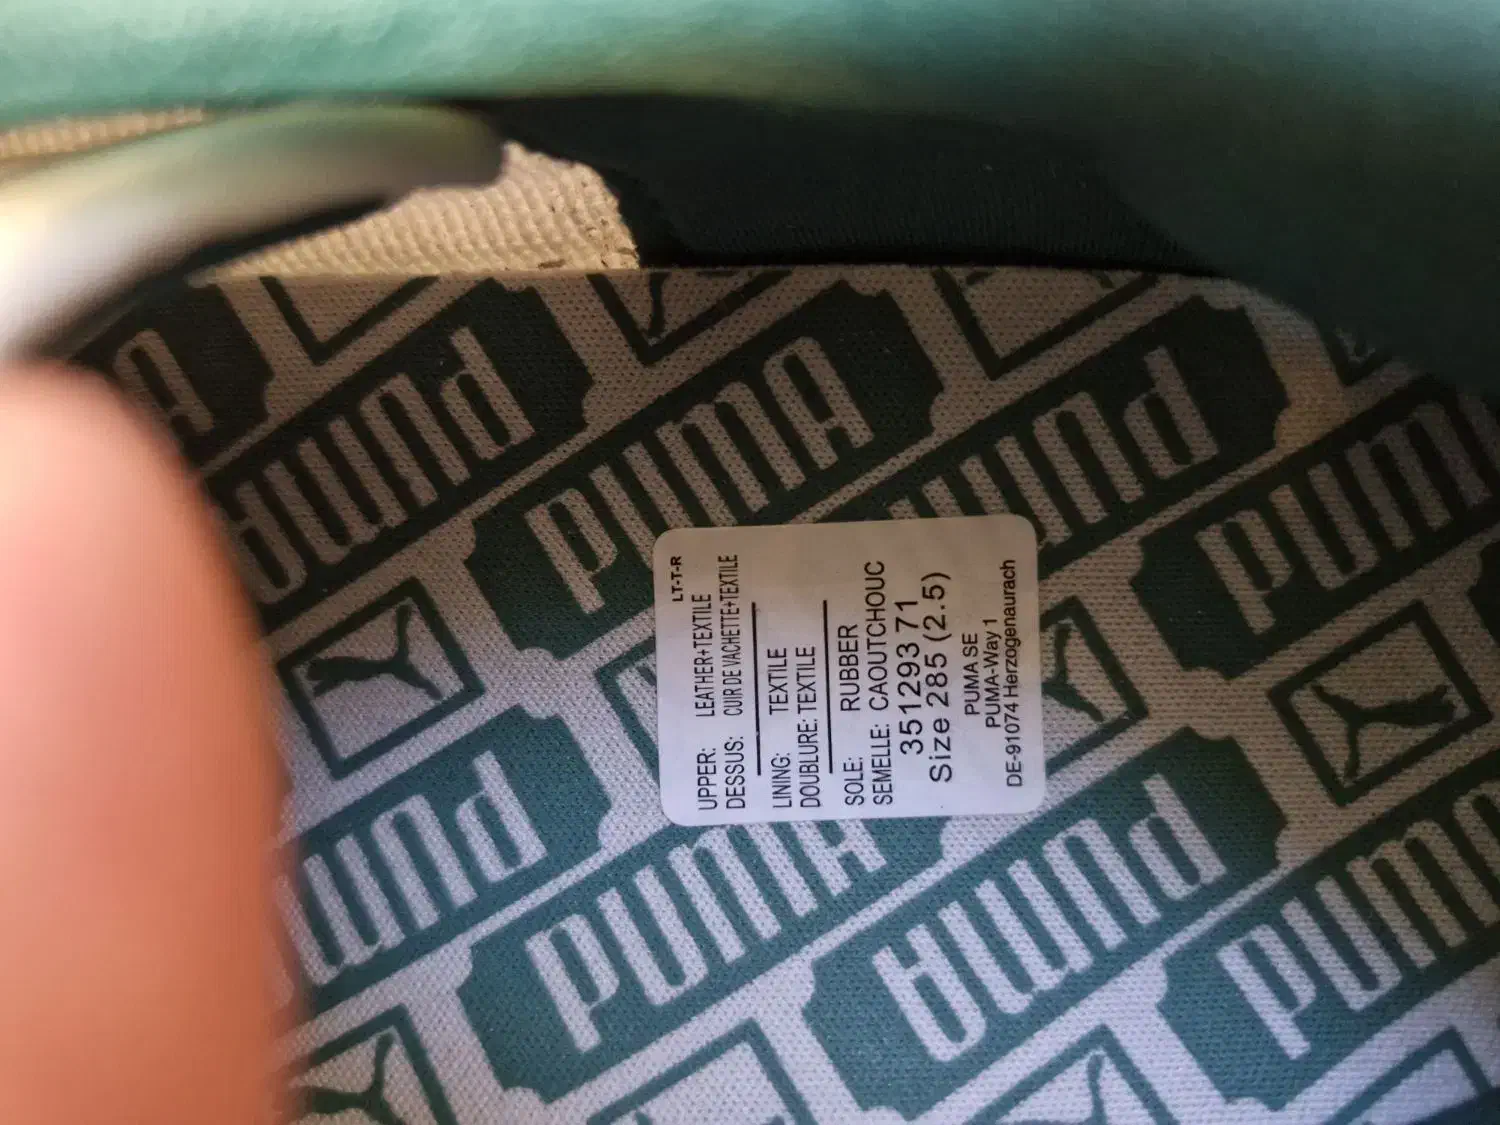 LT-T-R
UPPER: LEATHER+TEXTILE
DESSUS: CUIR DE VACHETTE+TEXTILE
LINING: TEXTILE
DOUBLURE: TEXTILE
SOLE: RUBBER
SEMELLE: CAOUTCHOUC
351293 71
Size 285 (2.5)
PUMA SE
PUMA-Way 1
DE-91074 Herzogenaurach
PUMA
PUMA
PUMA
PUMA
PUMA
PUMA
PUMA
PUMA
PUMA